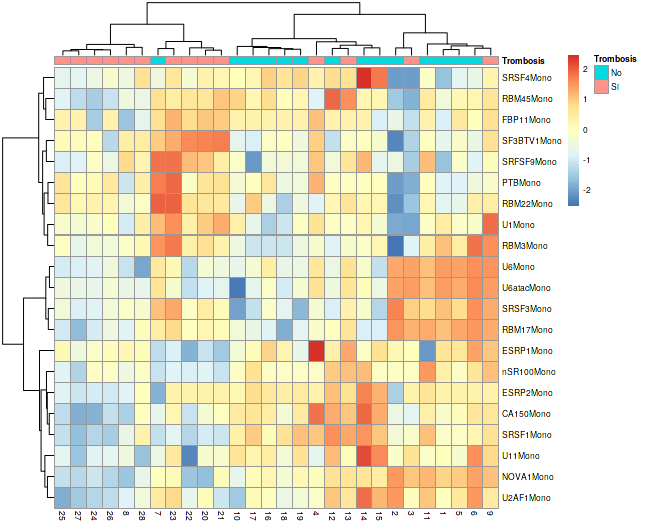 Trombosis
SRSF4Mono
RBM45Mono
FBP11Mono
SF3BTV1Mono
SRFSF9Mono
PTBMono
RBM22Mono
U1Mono
RBM3Mono
U6Mono
U6atacMono
SRSF3Mono
RBM17Mono
ESRP1Mono
nSR100Mono
ESRP2Mono
CA150Mono
SRSF1Mono
U11Mono
NOVA1Mono
U2AF1Mono
25 27 24 26 8 28 7 23 22 20 21 10 17 16 18 19 4 12 13 14 15 2 3 11 1 5 6 9
2
1
0
-1
-2
Trombosis
No
SI